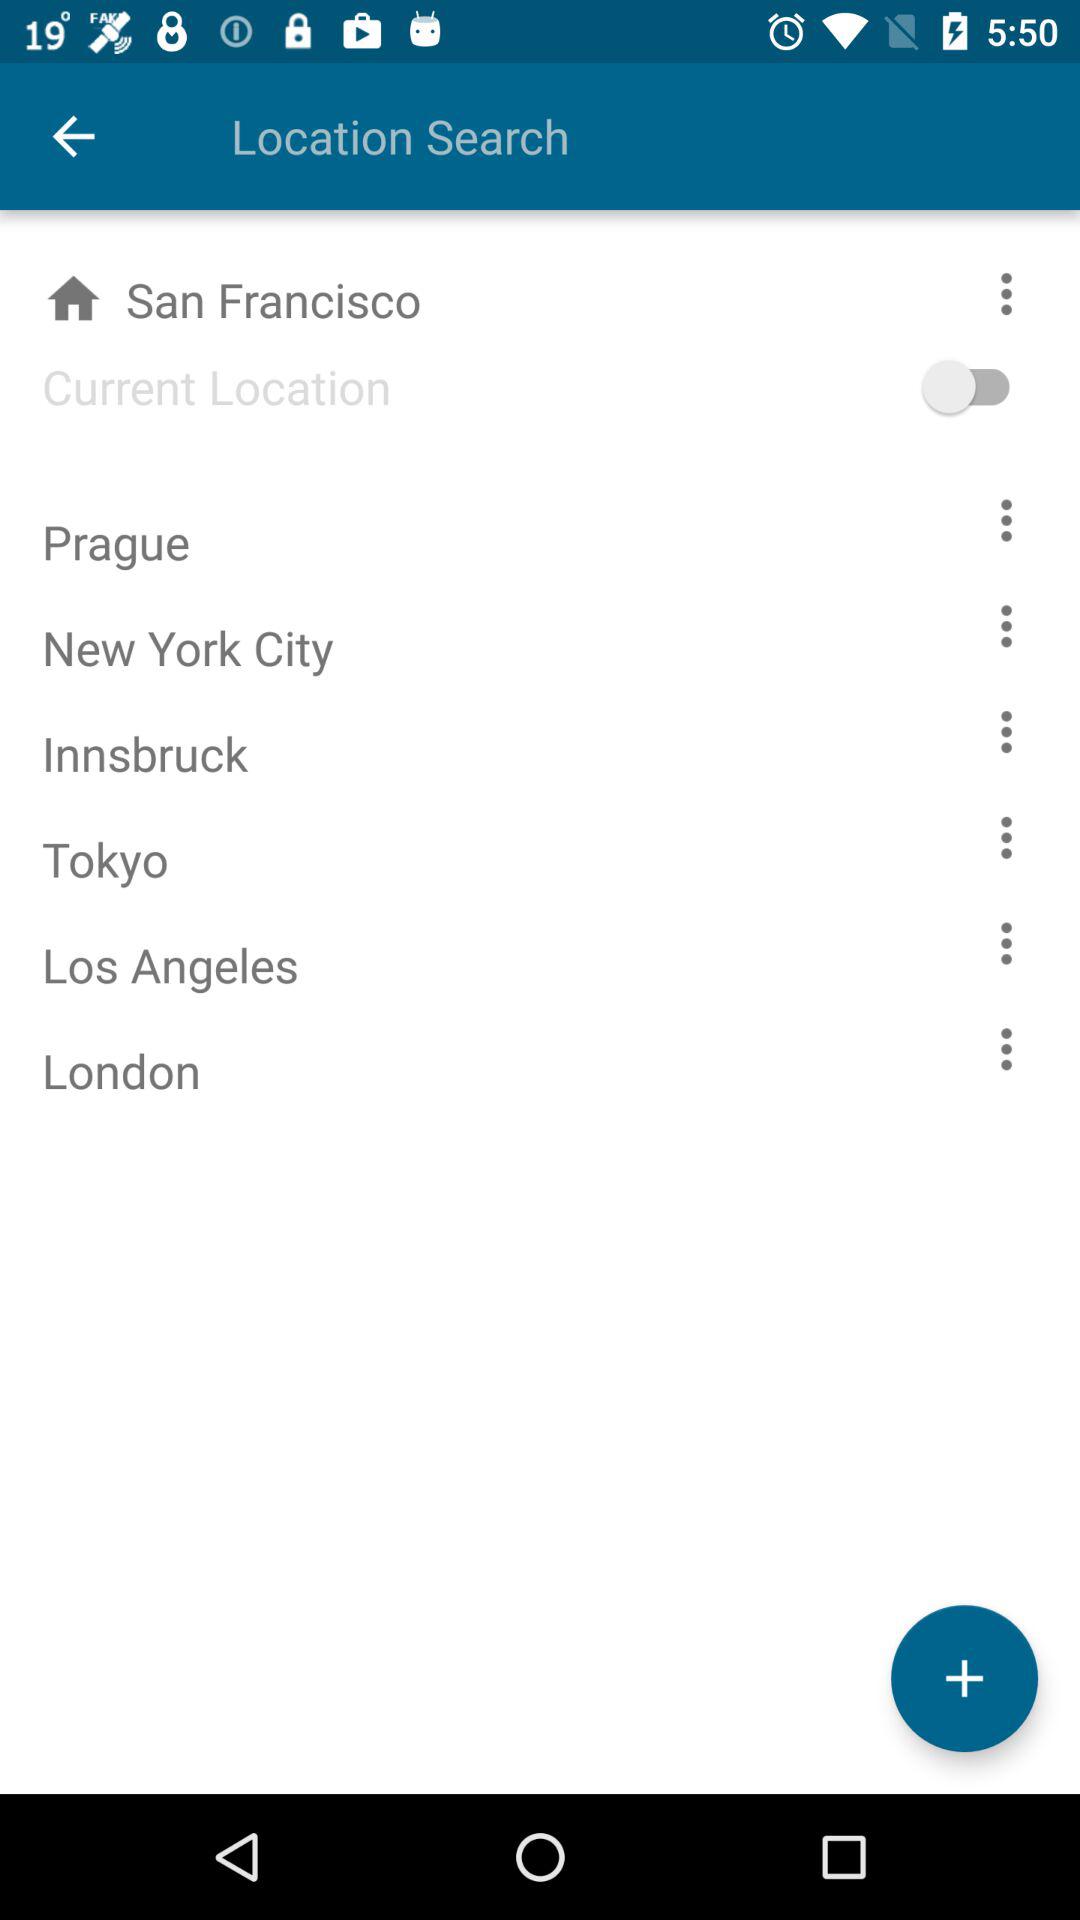 19° FAKE 5:50
Location Search
San Francisco
Current Location
Prague
New York City
Innsbruck
Tokyo
Los Angeles
London